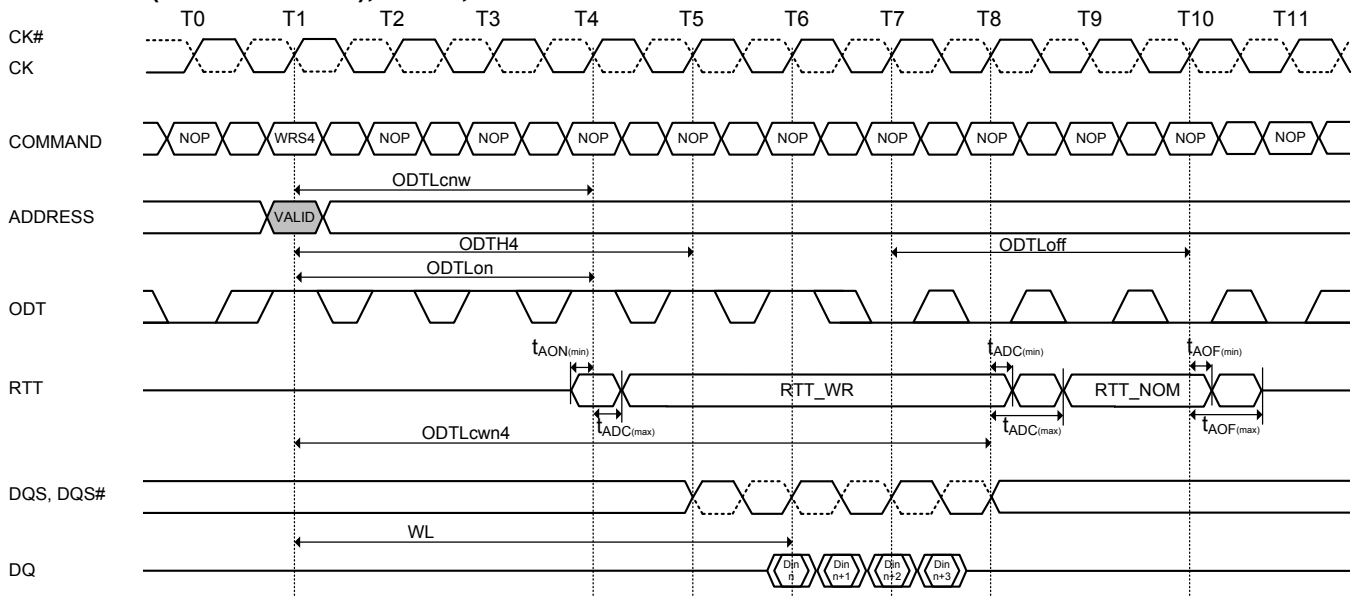 T0 T1 T2 T3 T4 T5 T6 T7 T8 T9 T10 T11
CK#
CK
COMMAND NOP WRS4 NOP NOP NOP NOP NOP NOP NOP NOP NOP NOP
ODTLcnw
ADDRESS VALID
ODTH4 ODTLoff
ODTLon
ODT
tAON(min) tADC(min) tAOF(min)
RTT RTT_WR RTT_NOM
tADC(max) tADC(max) tAOF(max)
ODTLcwn4
DQS, DQS#
WL
DQ Din n Din n+1 Din n+2 Din n+3